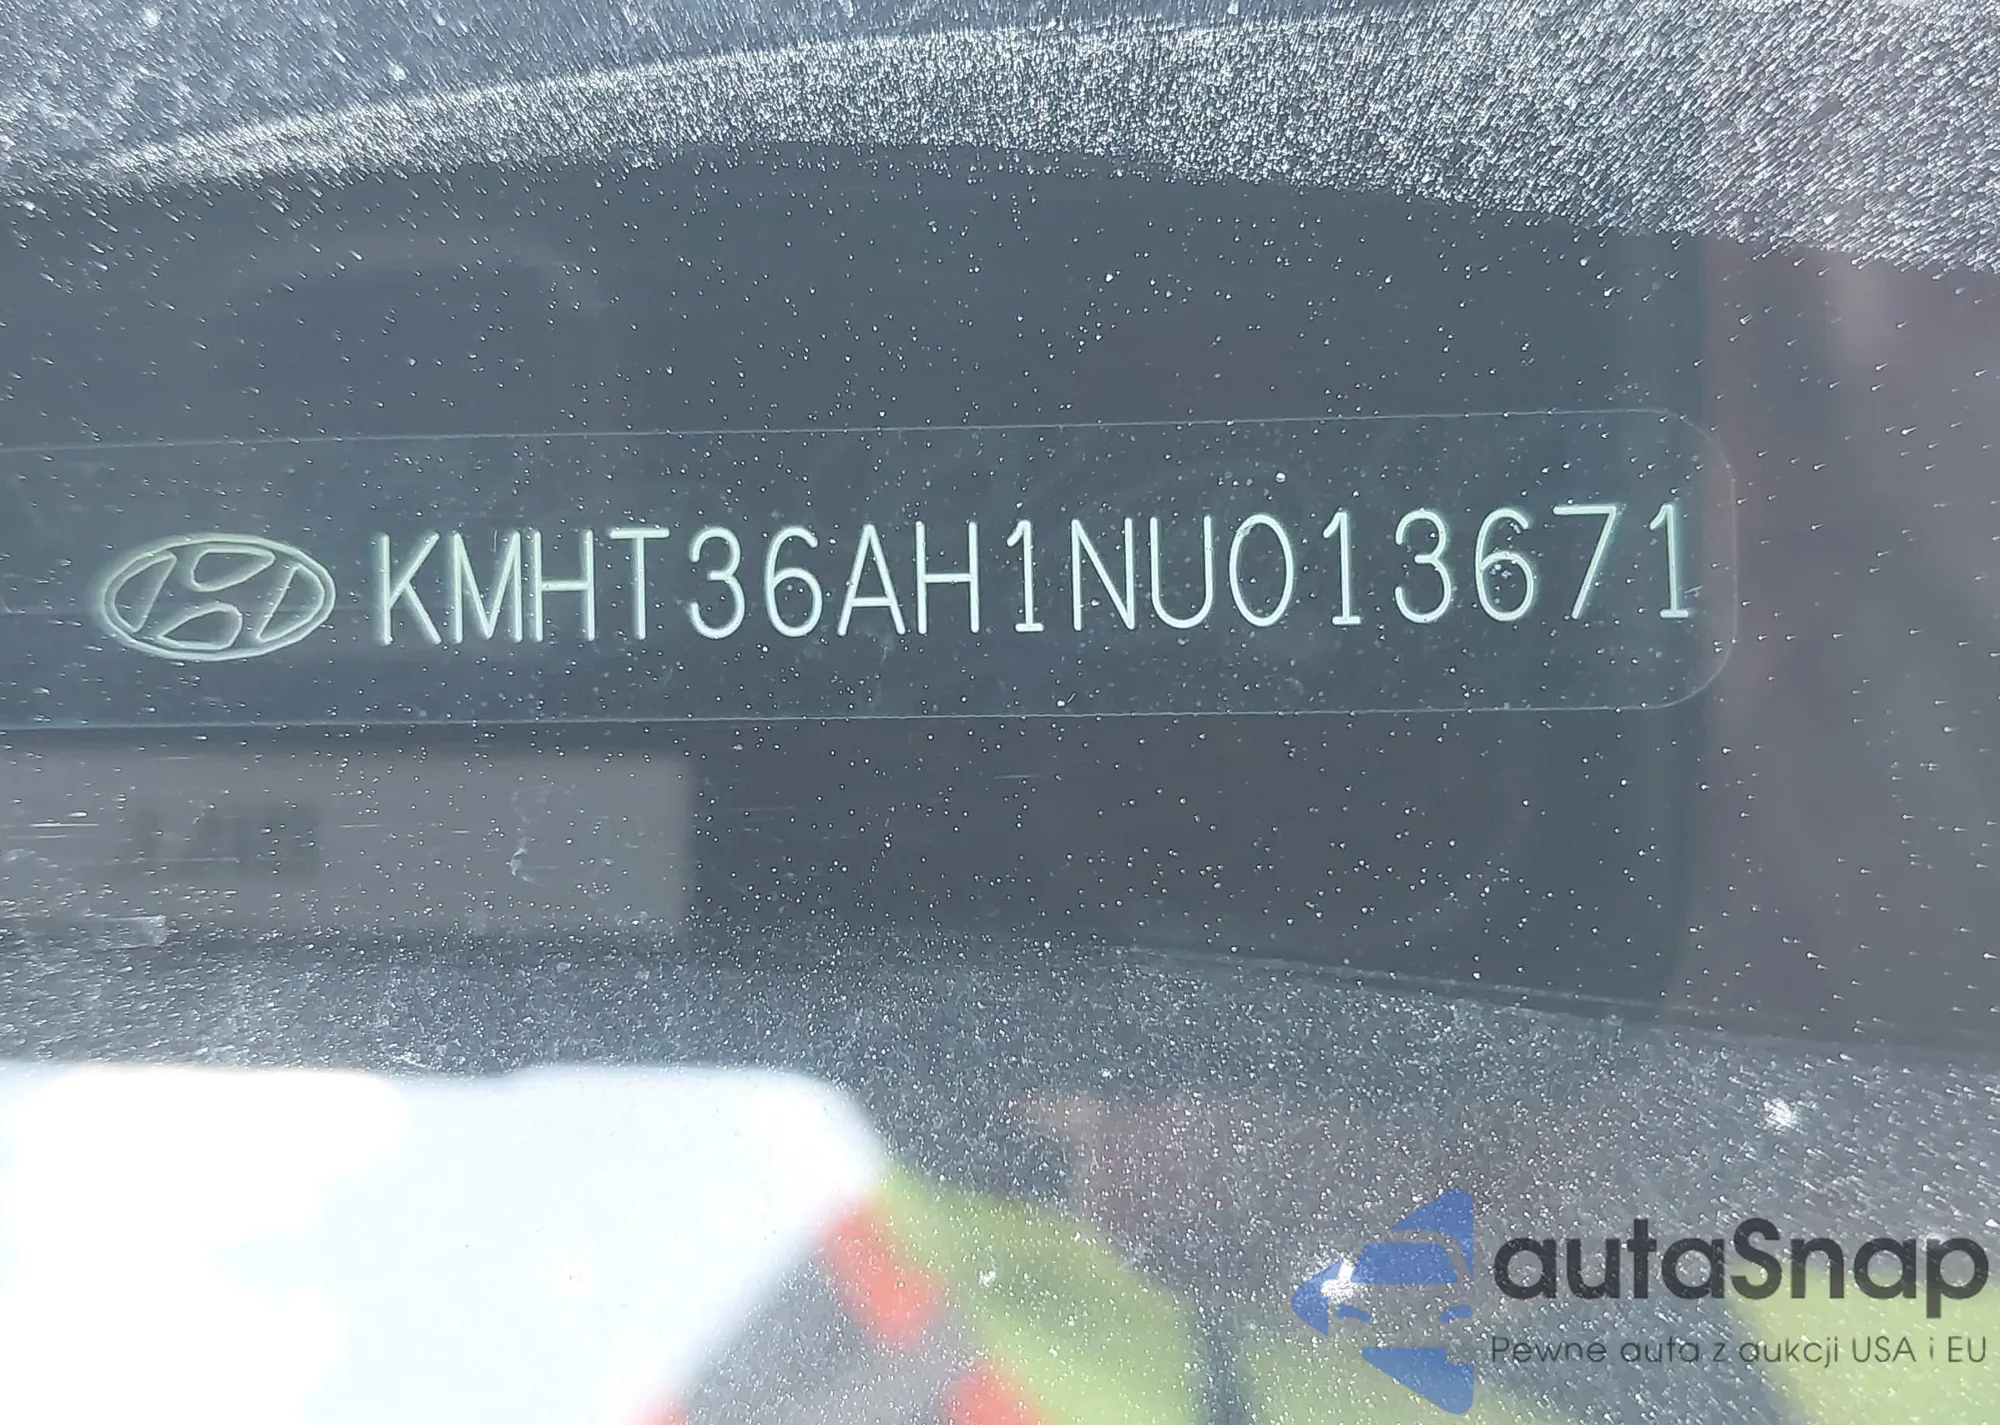 KMHT36AH1NU013671
autaSnap
Pewne auta z aukcji USA i EU